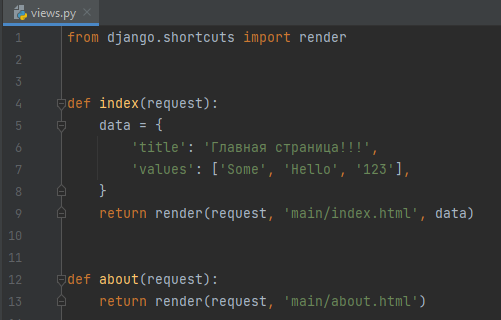 views.py
1 from django.shortcuts import render
2
3
4 def index(request):
5     data = {
6         'title': 'Главная страница!!!',
7         'values': ['Some', 'Hello', '123'],
8     }
9     return render(request, 'main/index.html', data)
10
11
12 def about(request):
13     return render(request, 'main/about.html')